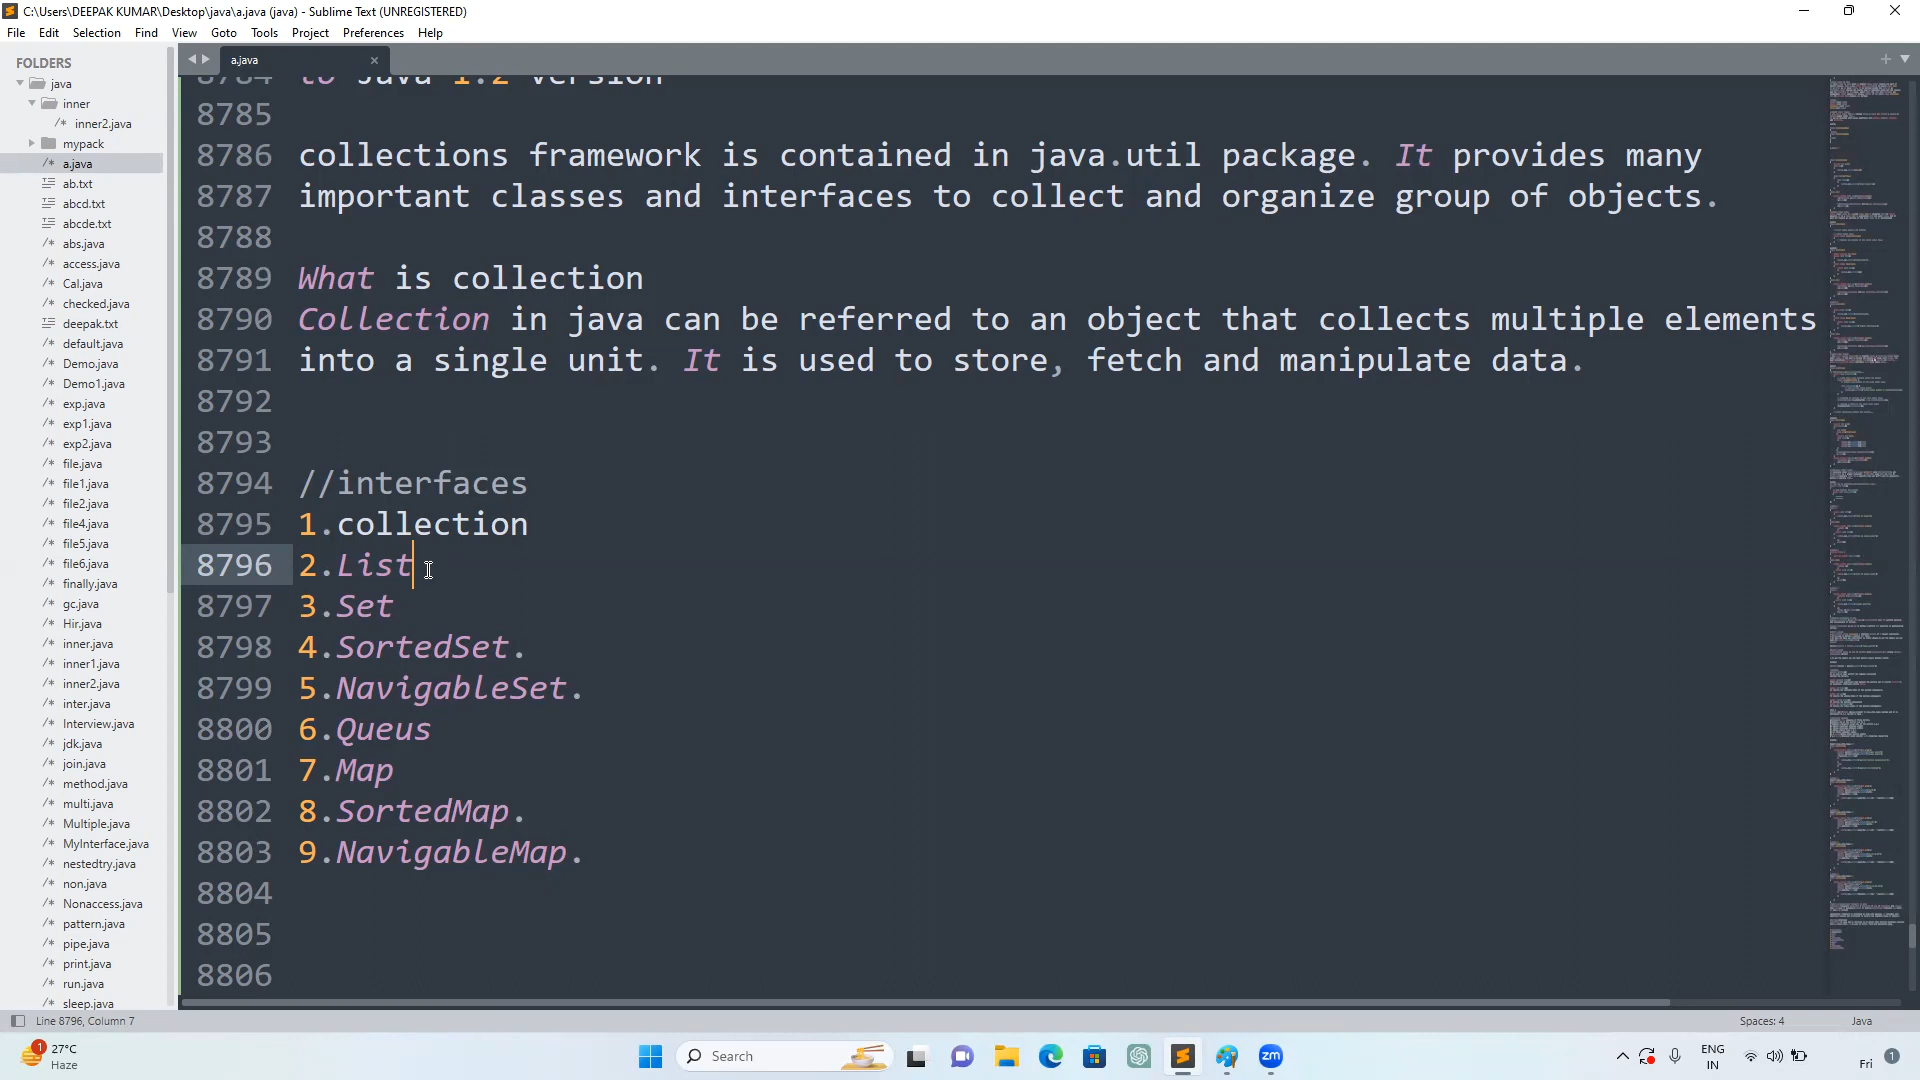 C:\Users\DEEPAK KUMAR\Desktop\java\a.java (java) - Sublime Text (UNREGISTERED)
File Edit Selection Find View Goto Tools Project Preferences Help
FOLDERS
java
inner
inner2.java
mypack
a.java
ab.txt
abcd.txt
abcde.txt
abs.java
access.java
Cal.java
checked.java
deepak.txt
default.java
Demo.java
Demo1.java
exp.java
exp1.java
exp2.java
file.java
file1.java
file2.java
file4.java
file5.java
file6.java
finally.java
gc.java
Hir.java
inner.java
inner1.java
inner2.java
inter.java
Interview.java
jdk.java
join.java
method.java
multi.java
Multiple.java
MyInterface.java
nestedtry.java
non.java
Nonaccess.java
pattern.java
pipe.java
print.java
run.java
sleep.java
a.java
8784 to Java 1.2 version
8785
8786 collections framework is contained in java.util package. It provides many
8787 important classes and interfaces to collect and organize group of objects.
8788
8789 What is collection
8790 Collection in java can be referred to an object that collects multiple elements
8791 into a single unit. It is used to store, fetch and manipulate data.
8792
8793
8794 //interfaces
8795 1.collection
8796 2.List
8797 3.Set
8798 4.SortedSet.
8799 5.NavigableSet.
8800 6.Queus
8801 7.Map
8802 8.SortedMap.
8803 9.NavigableMap.
8804
8805
8806
Line 8796, Column 7
Spaces: 4 Java
1
27°C
Haze
Search
zm
ENG
IN
Fri
1